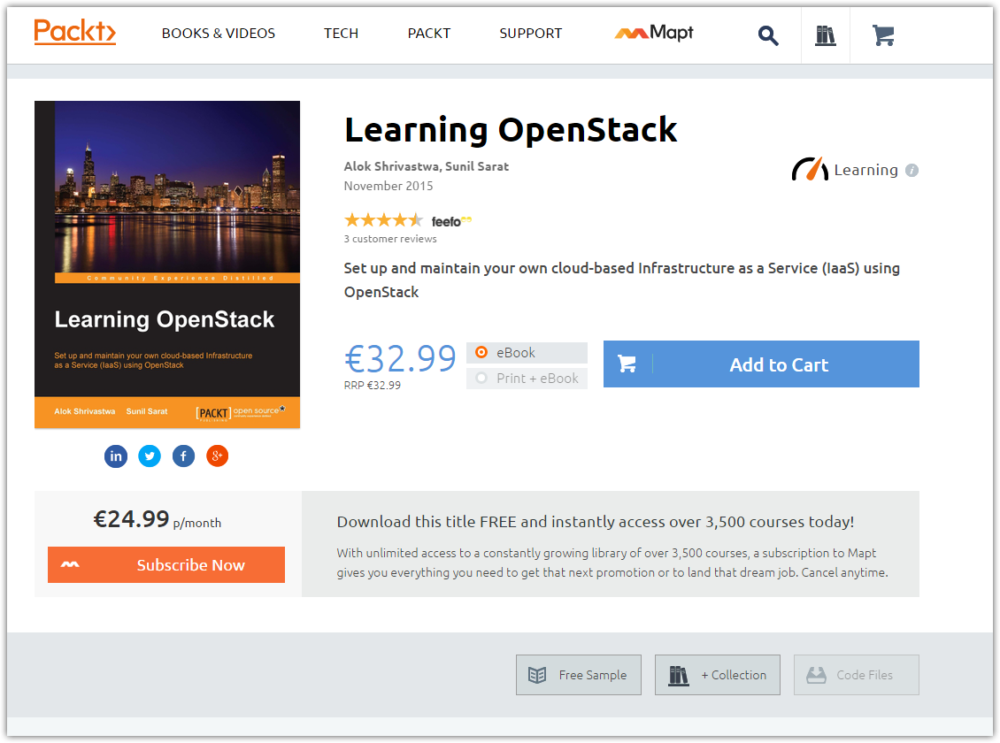 Packt>
BOOKS & VIDEOS
TECH
PACKT
SUPPORT
Mapt
Community Experience Distilled
Learning OpenStack
Set up and maintain your own cloud-based Infrastructure
as a Service (IaaS) using OpenStack
Alok Shrivastwa Sunil Sarat
[PACKT] open source*
in
f
g+
Learning OpenStack
Alok Shrivastwa, Sunil Sarat
November 2015
Learning i
feefo
3 customer reviews
Set up and maintain your own cloud-based Infrastructure as a Service (IaaS) using
OpenStack
€32.99
RRP €32.99
eBook
Print + eBook
Add to Cart
€24.99 p/month
Subscribe Now
Download this title FREE and instantly access over 3,500 courses today!
With unlimited access to a constantly growing library of over 3,500 courses, a subscription to Mapt
gives you everything you need to get that next promotion or to land that dream job. Cancel anytime.
Free Sample
+ Collection
Code Files